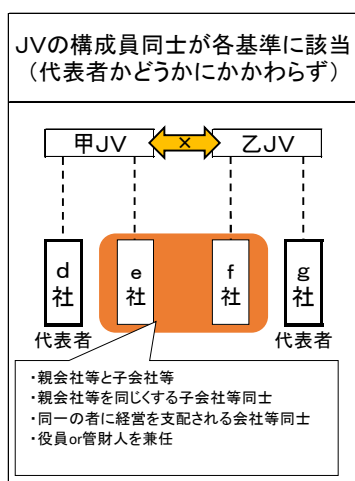 JVの構成員同士が各基準に該当
(代表者かどうかにかかわらず)
甲JV
×
乙JV
d
社
e
社
f
社
g
社
代表者
代表者
・親会社等と子会社等
・親会社等を同じくする子会社等同士
・同一の者に経営を支配される会社等同士
・役員or管財人を兼任